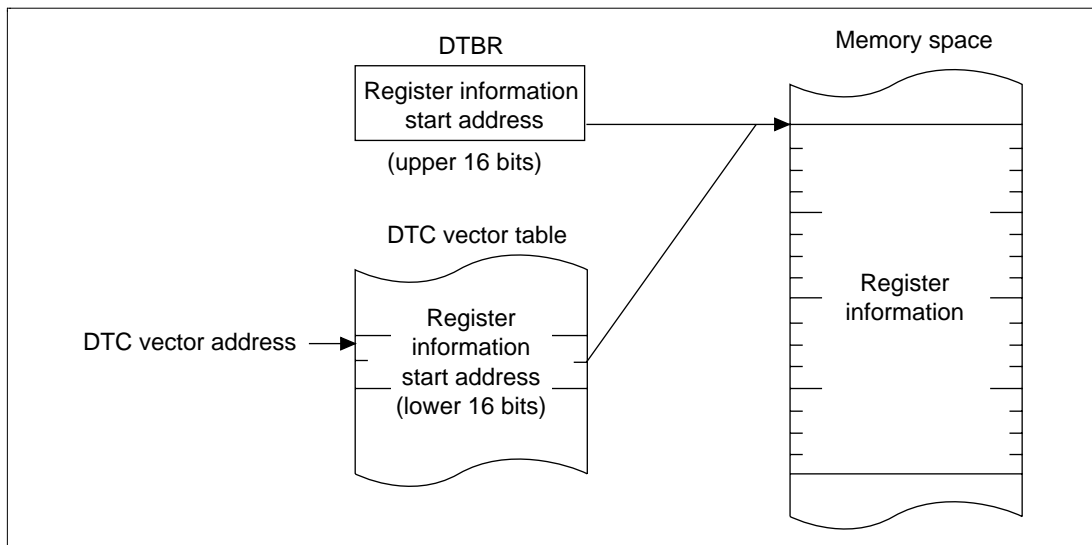 DTBR
Register information
start address
(upper 16 bits)
DTC vector table
DTC vector address
Register
information
start address
(lower 16 bits)
Memory space
Register
information